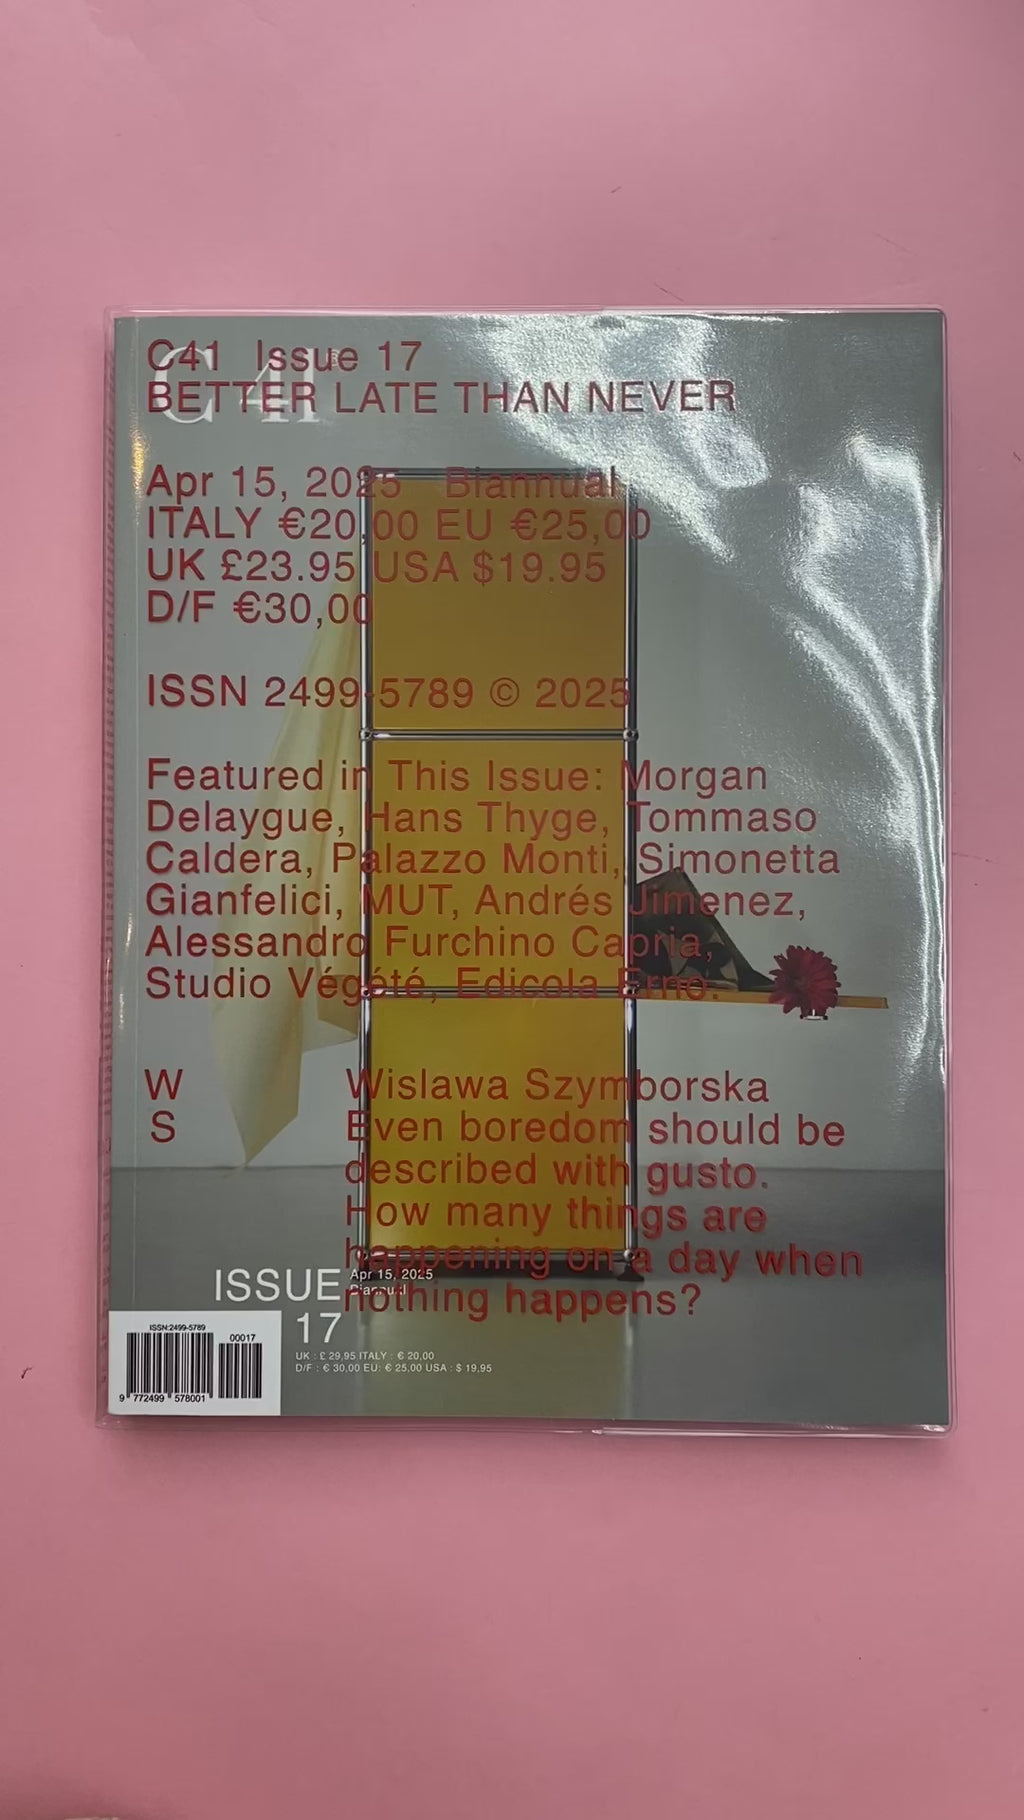 C41 Issue 17
C41
BETTER LATE THAN NEVER
Apr 15, 2025 Biannual
ITALY €20,00 EU €25,00
UK £23.95 USA $19.95
D/F €30,00
ISSN 2499-5789 © 2025
Featured in This Issue: Morgan
Delaygue, Hans Thyge, Tommaso
Caldera, Palazzo Monti, Simonetta
Gianfelici, MUT, Andrés Jimenez,
Alessandro Furchino Capria,
Studio Végété, Edicola Erno.
W Wislawa Szymborska
S Even boredom should be
described with gusto.
How many things are
happening on a day when
nothing happens?
ISSUE
17
Apr 15, 2025
Biannual
UK : £ 29,95 ITALY : € 20,00
D/F : € 30,00 EU: € 25,00 USA : $ 19,95
ISSN:2499-5789
00017
9 772499 578001